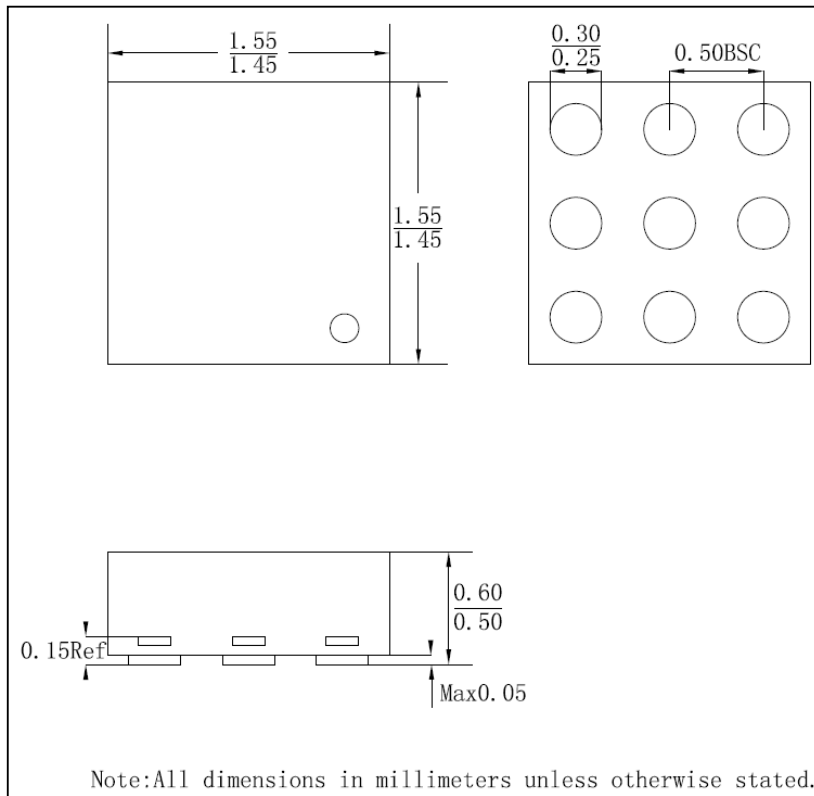 1.55
1.45
0.30
0.25
0.50BSC
1.55
1.45
0.60
0.50
0.15Ref
Max0.05
Note:All dimensions in millimeters unless otherwise stated.